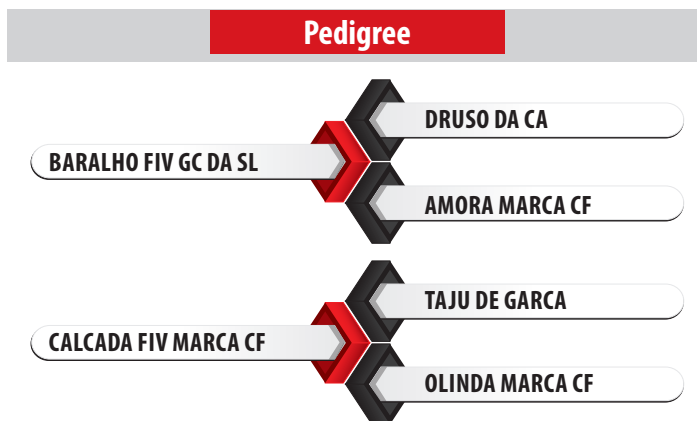 Pedigree
DRUSO DA CA
BARALHO FIV GC DA SL
AMORA MARCA CF
TAJU DE GARCA
CALCADA FIV MARCA CF
OLINDA MARCA CF